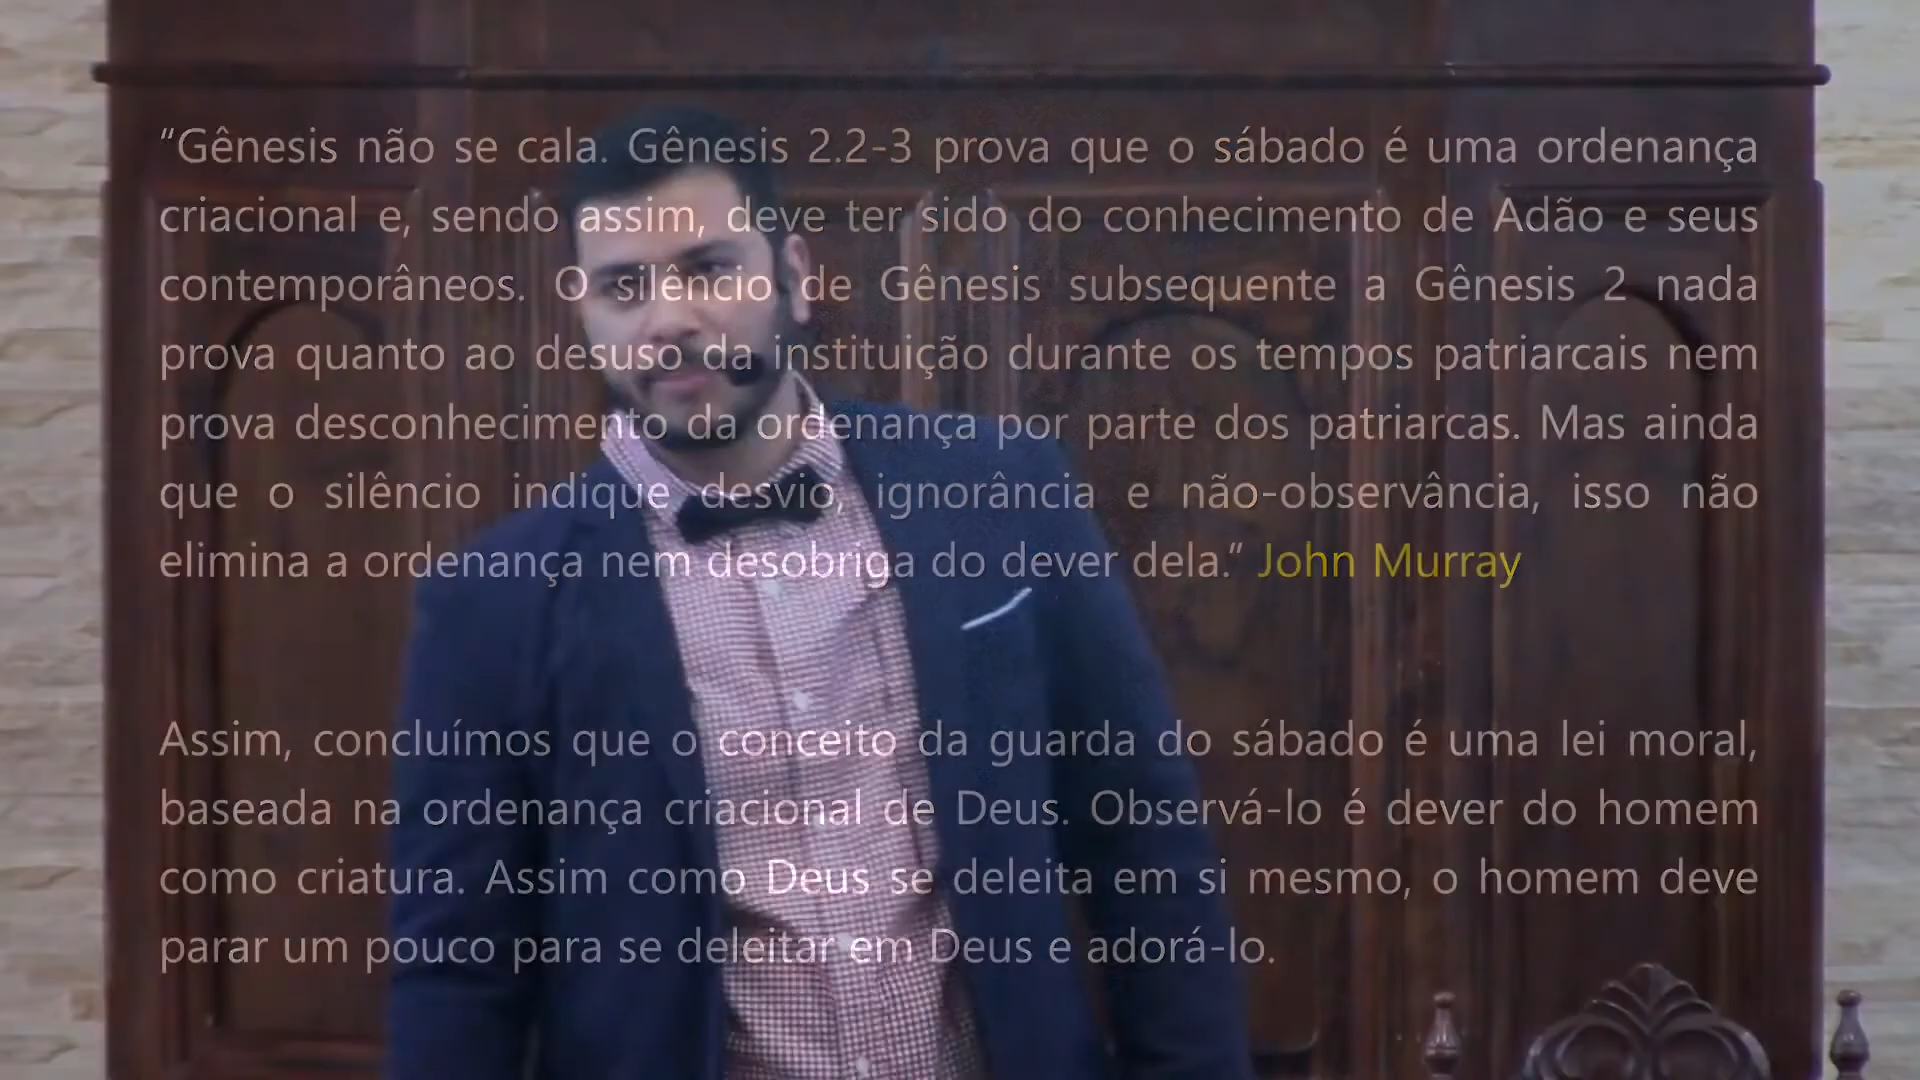 “Gênesis não se cala. Gênesis 2.2-3 prova que o sábado é uma ordenança
criacional e, sendo assim, deve ter sido do conhecimento de Adão e seus
contemporâneos. O silêncio de Gênesis subsequente a Gênesis 2 nada
prova quanto ao desuso da instituição durante os tempos patriarcais nem
prova desconhecimento da ordenança por parte dos patriarcas. Mas ainda
que o silêncio indique desvio, ignorância e não-observância, isso não
elimina a ordenança nem desobriga do dever dela.” John Murray
Assim, concluímos que o conceito da guarda do sábado é uma lei moral,
baseada na ordenança criacional de Deus. Observá-lo é dever do homem
como criatura. Assim como Deus se deleita em si mesmo, o homem deve
parar um pouco para se deleitar em Deus e adorá-lo.